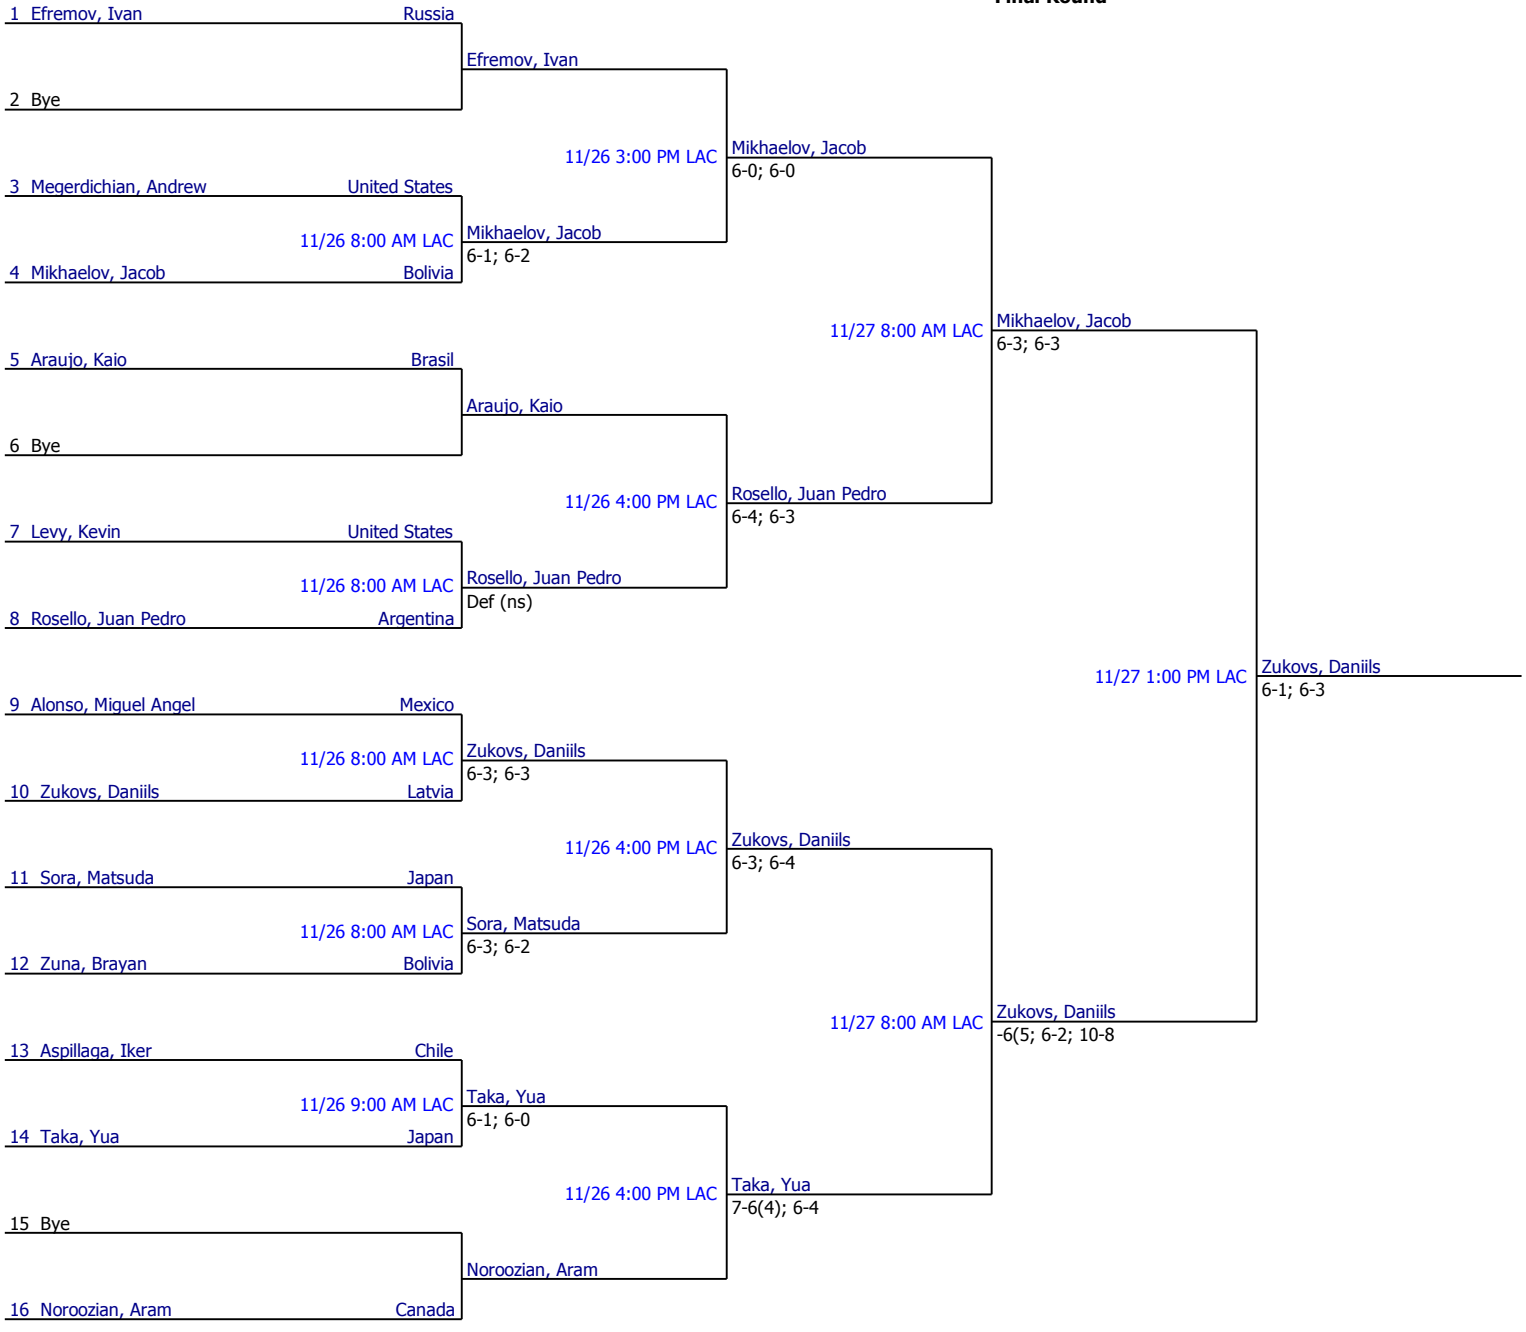 Final Round
1 Efremov, Ivan Russia
Efremov, Ivan
2 Bye
11/26 3:00 PM LAC Mikhaelov, Jacob
6-0; 6-0
3 Megerdichian, Andrew United States
11/26 8:00 AM LAC Mikhaelov, Jacob
6-1; 6-2
4 Mikhaelov, Jacob Bolivia
11/27 8:00 AM LAC Mikhaelov, Jacob
6-3; 6-3
5 Araujo, Kaio Brasil
Araujo, Kaio
6 Bye
11/26 4:00 PM LAC Rosello, Juan Pedro
6-4; 6-3
7 Levy, Kevin United States
11/26 8:00 AM LAC Rosello, Juan Pedro
Def (ns)
8 Rosello, Juan Pedro Argentina
11/27 1:00 PM LAC Zukovs, Daniils
6-1; 6-3
9 Alonso, Miguel Angel Mexico
11/26 8:00 AM LAC Zukovs, Daniils
6-3; 6-3
10 Zukovs, Daniils Latvia
11/26 4:00 PM LAC Zukovs, Daniils
6-3; 6-4
11 Sora, Matsuda Japan
11/26 8:00 AM LAC Sora, Matsuda
6-3; 6-2
12 Zuna, Brayan Bolivia
11/27 8:00 AM LAC Zukovs, Daniils
-6(5; 6-2; 10-8
13 Aspillaga, Iker Chile
11/26 9:00 AM LAC Taka, Yua
6-1; 6-0
14 Taka, Yua Japan
11/26 4:00 PM LAC Taka, Yua
7-6(4); 6-4
15 Bye
Noroozian, Aram
16 Noroozian, Aram Canada